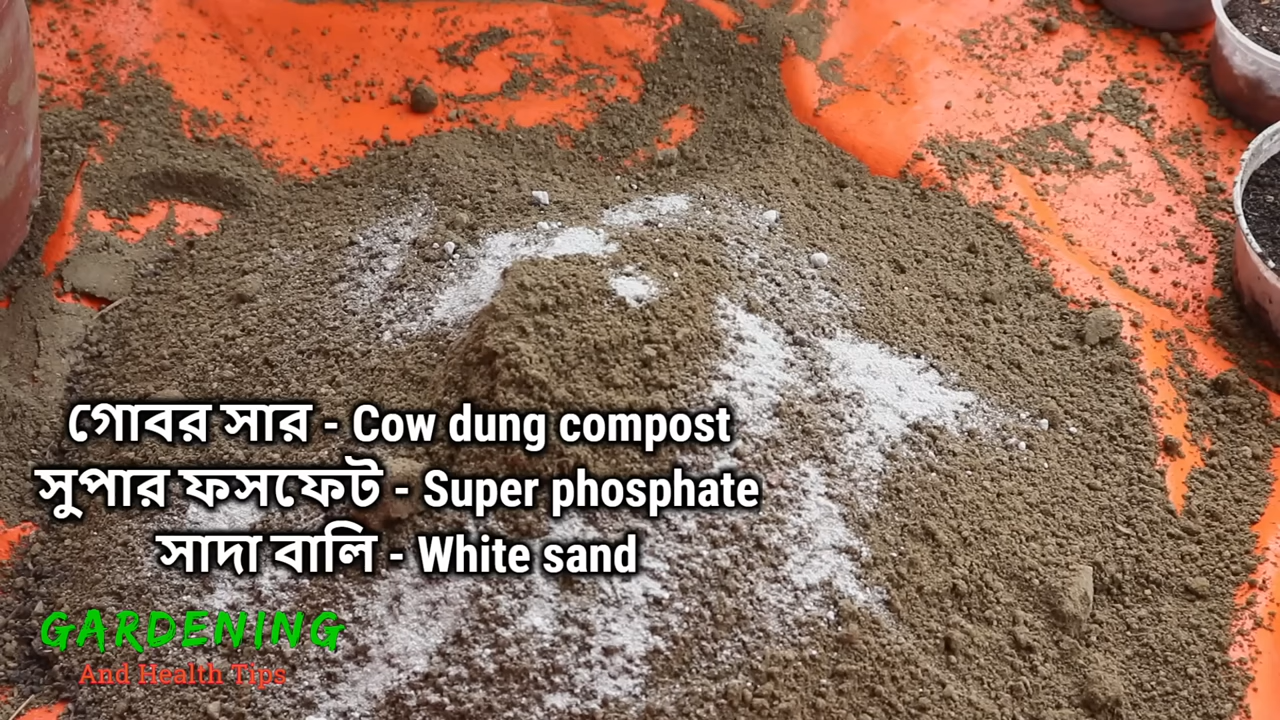 গোবর সার - Cow dung compost
সুপার ফসফেট - Super phosphate
সাদা বালি - White sand
GARDENING
And Health Tips